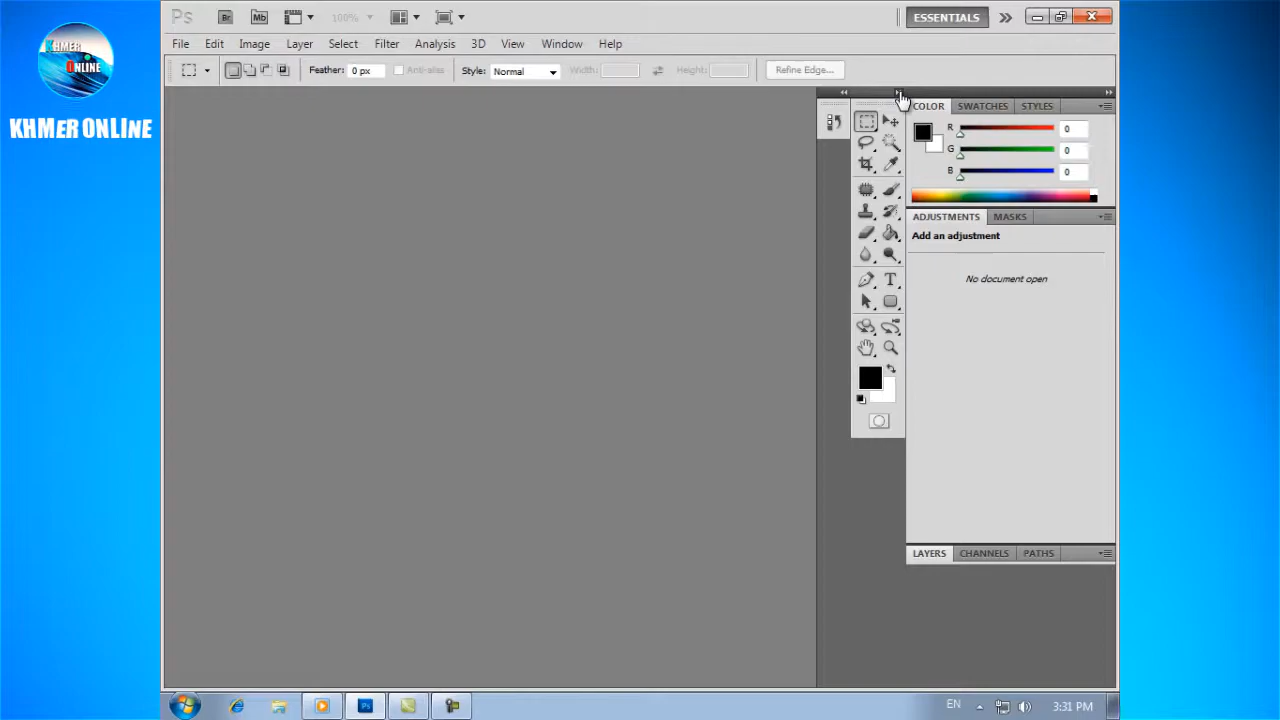 KHMER
ONLINE
KHMER ONLINE
Ps
Br
Mb
100%
ESSENTIALS
File Edit Image Layer Select Filter Analysis 3D View Window Help
Feather: 0 px Anti-alias Style: Normal Width: Height: Refine Edge...
COLOR SWATCHES STYLES
R 0
G 0
B 0
ADJUSTMENTS MASKS
Add an adjustment
No document open
T
LAYERS CHANNELS PATHS
Ps
EN
3:31 PM